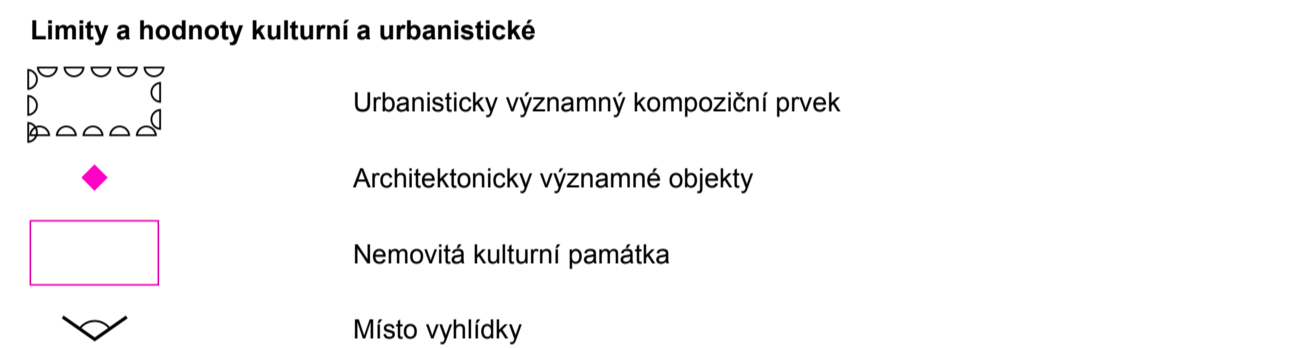 Limity a hodnoty kulturní a urbanistické
Urbanisticky významný kompoziční prvek
Architektonicky významné objekty
Nemovitá kulturní památka
Místo vyhlídky